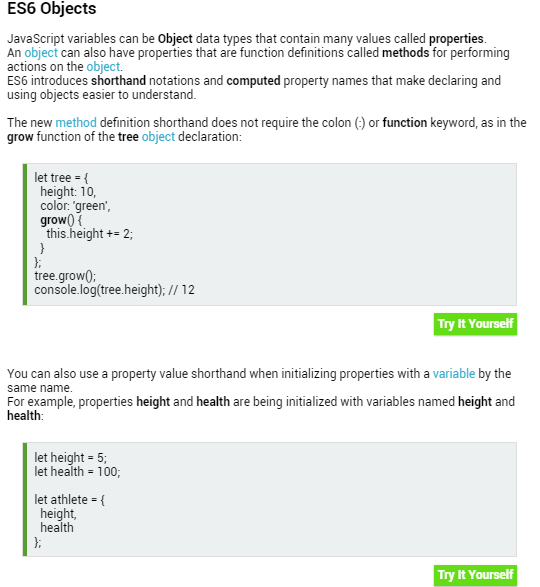 ES6 Objects
JavaScript variables can be Object data types that contain many values called properties.
An object can also have properties that are function definitions called methods for performing
actions on the object.
ES6 introduces shorthand notations and computed property names that make declaring and
using objects easier to understand.
The new method definition shorthand does not require the colon (:) or function keyword, as in the
grow function of the tree object declaration:
let tree = {
height: 10,
color: 'green',
grow() {
this.height += 2;
}
};
tree.grow();
console.log(tree.height); // 12
Try It Yourself
You can also use a property value shorthand when initializing properties with a variable by the
same name.
For example, properties height and health are being initialized with variables named height and
health:
let height = 5;
let health = 100;
let athlete = {
height,
health
};
Try It Yourself